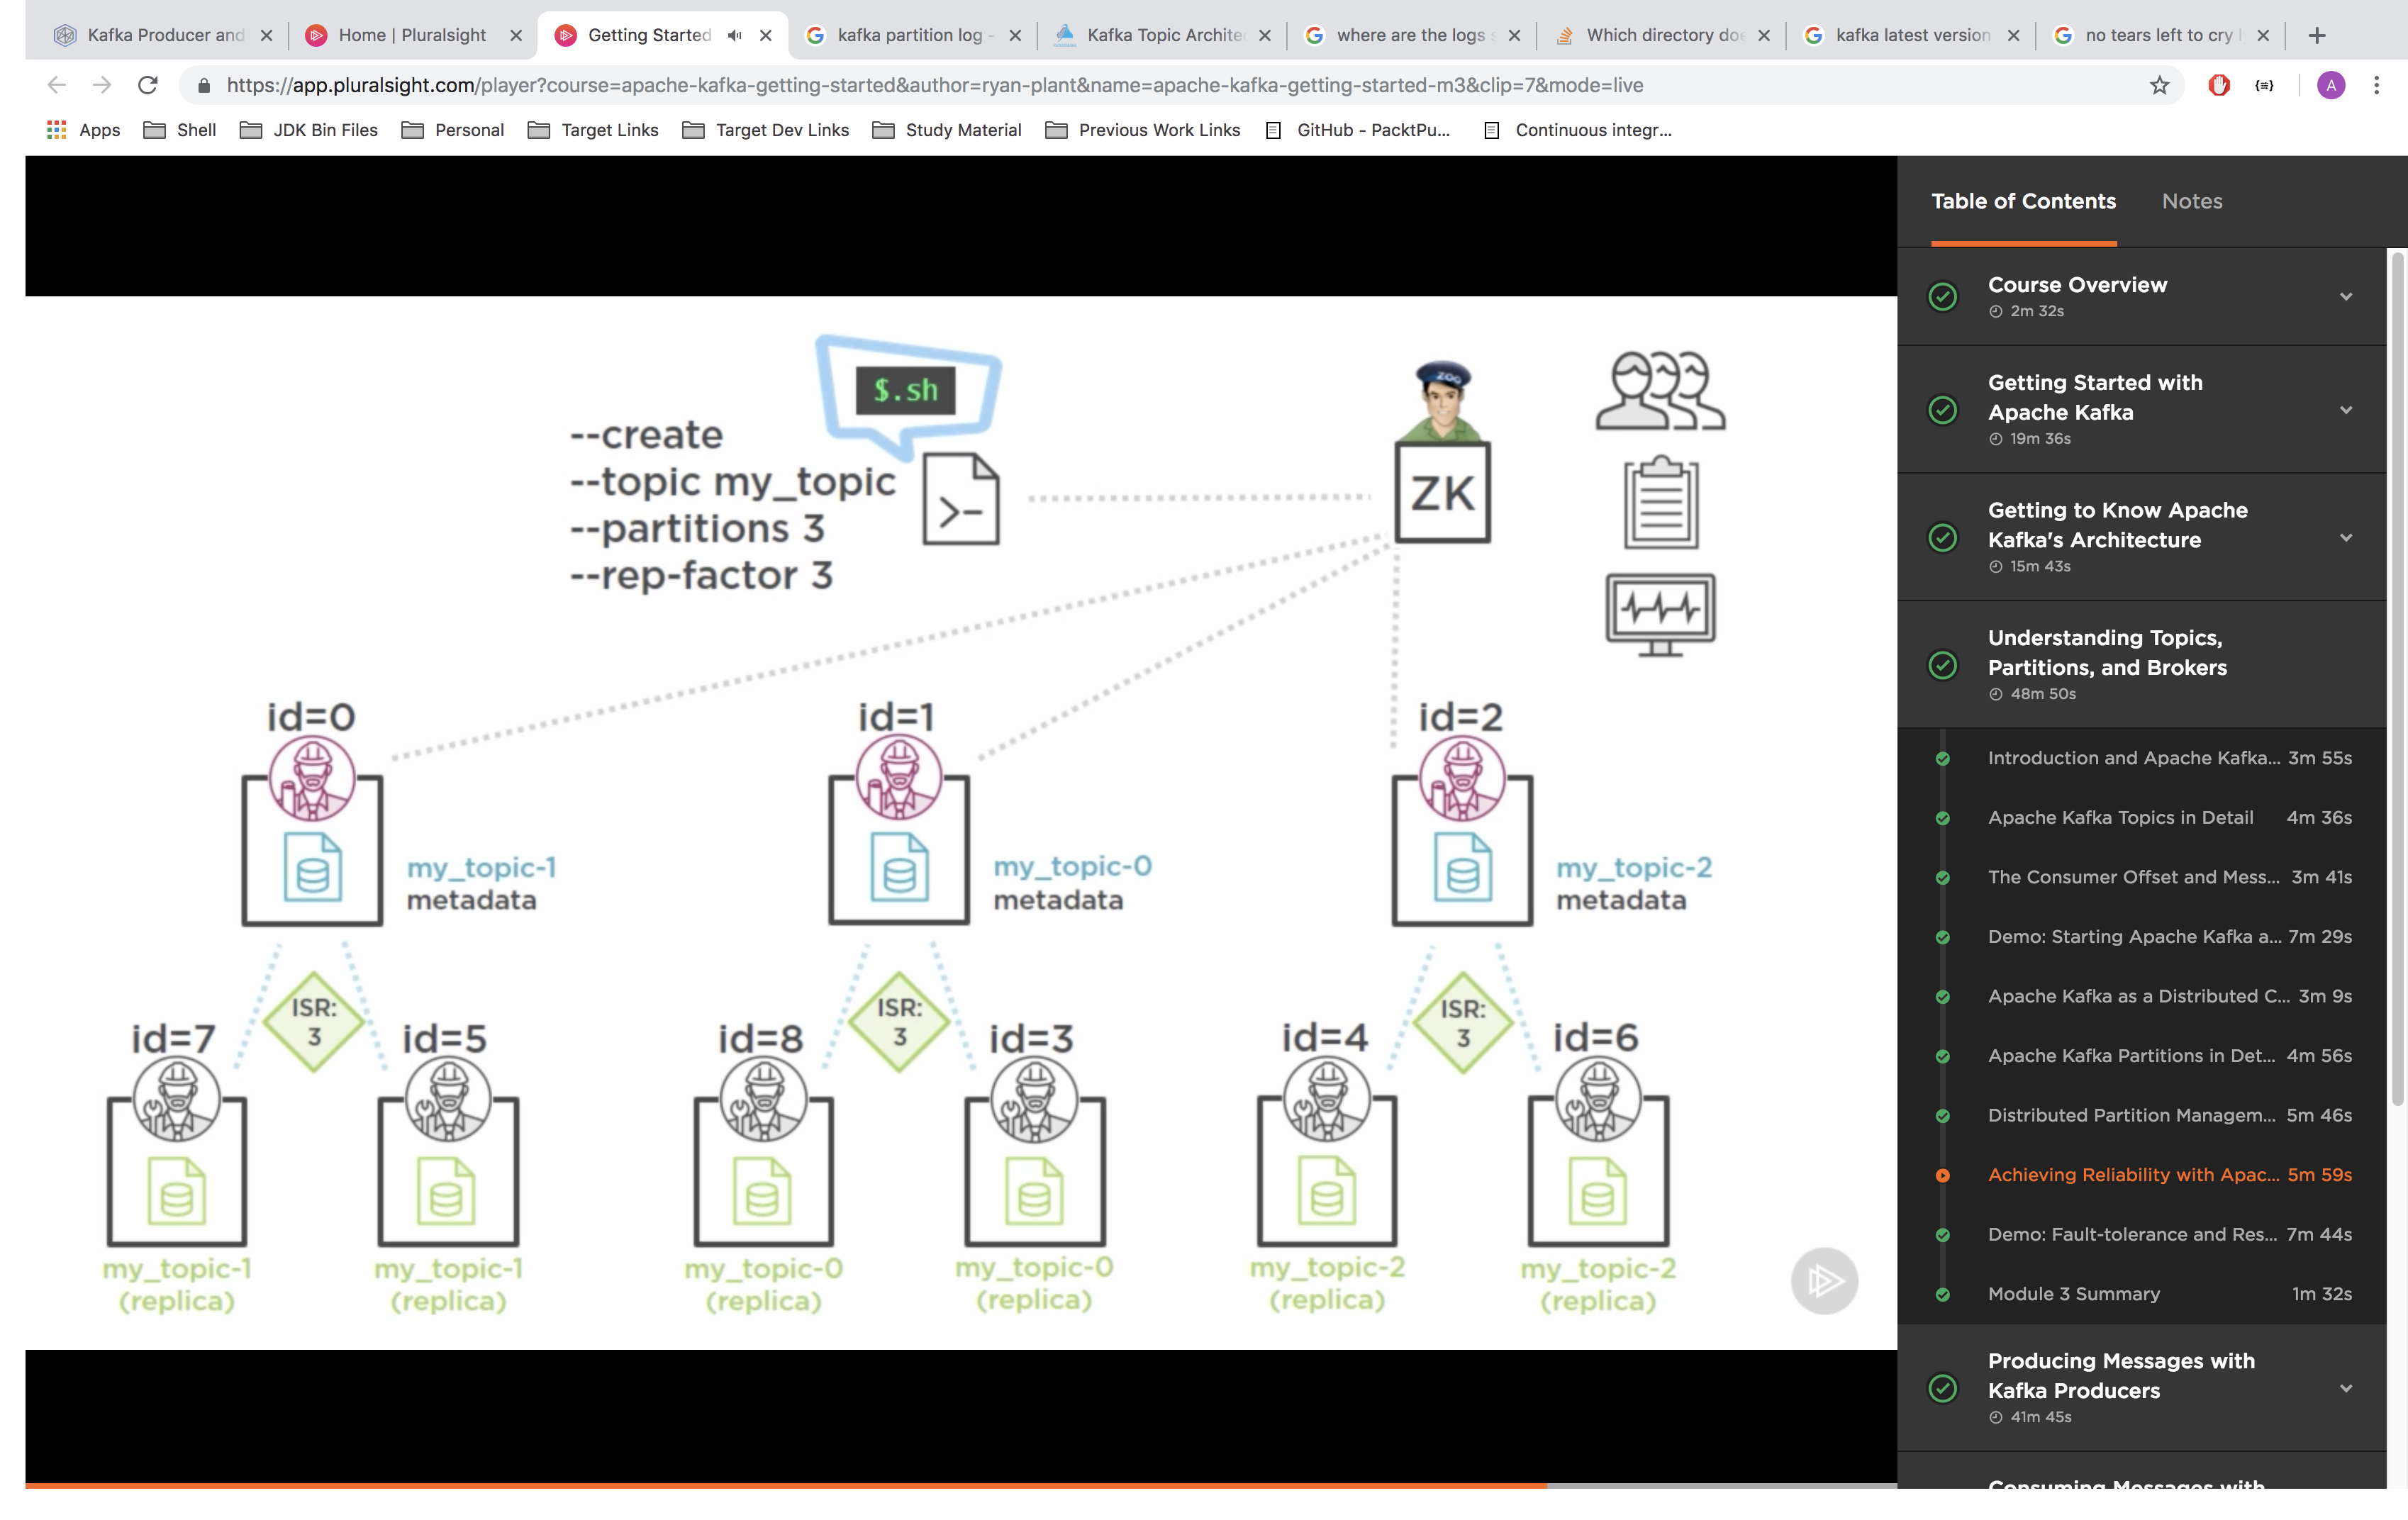 Kafka Producer and
Home | Pluralsight
Getting Started
kafka partition log -
Kafka Topic Architec
where are the logs s
Which directory doe
kafka latest version
no tears left to cry l
https://app.pluralsight.com/player?course=apache-kafka-getting-started&author=ryan-plant&name=apache-kafka-getting-started-m3&clip=7&mode=live
A
Apps
Shell
JDK Bin Files
Personal
Target Links
Target Dev Links
Study Material
Previous Work Links
GitHub - PacktPu...
Continuous integr...
$.sh
--create
--topic my_topic
--partitions 3
--rep-factor 3
>-
ZOO
ZK
id=0
id=1
id=2
my_topic-1
metadata
my_topic-0
metadata
my_topic-2
metadata
ISR:
3
ISR:
3
ISR:
3
id=7
id=5
id=8
id=3
id=4
id=6
my_topic-1
(replica)
my_topic-1
(replica)
my_topic-0
(replica)
my_topic-0
(replica)
my_topic-2
(replica)
my_topic-2
(replica)
Table of Contents
Notes
Course Overview
2m 32s
Getting Started with
Apache Kafka
19m 36s
Getting to Know Apache
Kafka's Architecture
15m 43s
Understanding Topics,
Partitions, and Brokers
48m 50s
Introduction and Apache Kafka... 3m 55s
Apache Kafka Topics in Detail 4m 36s
The Consumer Offset and Mess... 3m 41s
Demo: Starting Apache Kafka a... 7m 29s
Apache Kafka as a Distributed C... 3m 9s
Apache Kafka Partitions in Det... 4m 56s
Distributed Partition Managem... 5m 46s
Achieving Reliability with Apac... 5m 59s
Demo: Fault-tolerance and Res... 7m 44s
Module 3 Summary 1m 32s
Producing Messages with
Kafka Producers
41m 45s
Consuming Messages with